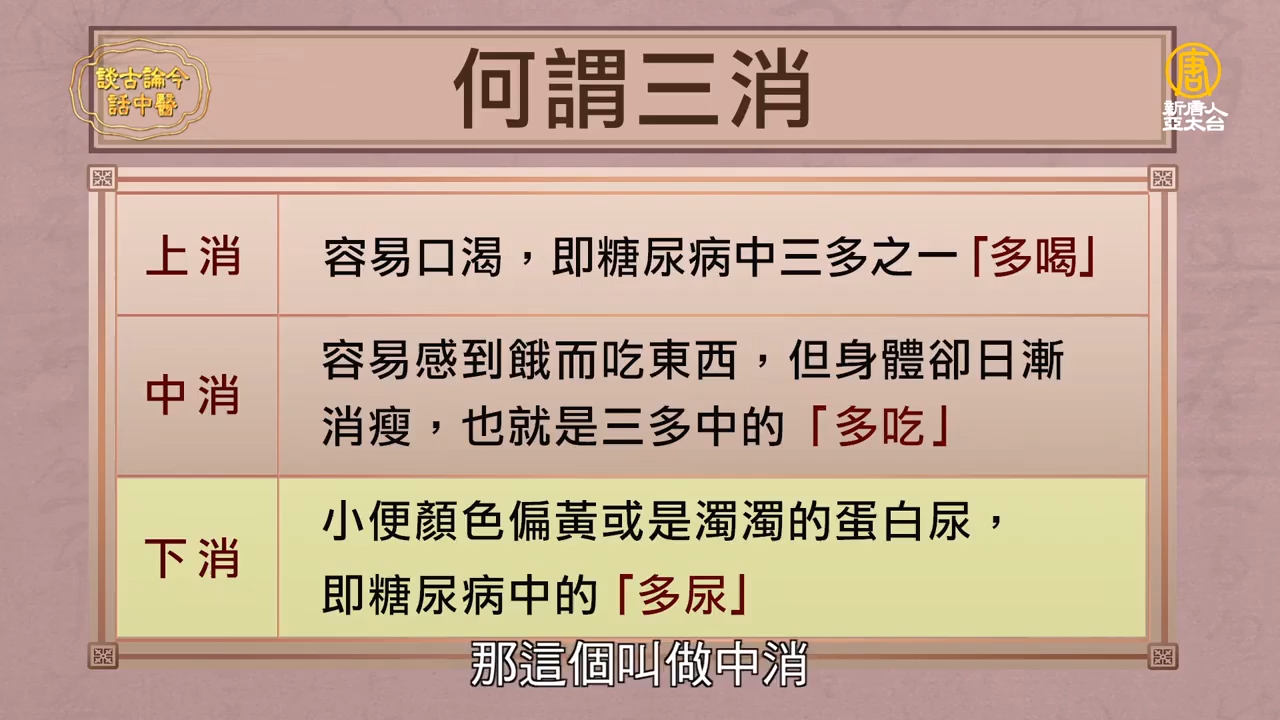 何謂三消
談古論今
話中醫
唐
新唐人
亞太台
上消
容易口渴，即糖尿病中三多之一「多喝」
中消
容易感到餓而吃東西，但身體卻日漸
消瘦，也就是三多中的「多吃」
下消
小便顏色偏黃或是濁濁的蛋白尿，
即糖尿病中的「多尿」
那這個叫做中消